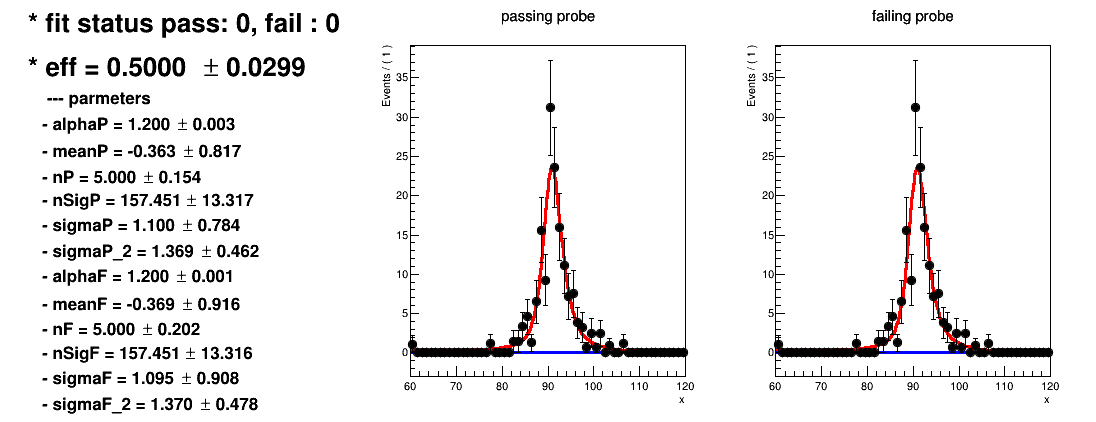 * fit status pass: 0, fail : 0
* eff = 0.5000 ± 0.0299
--- parmeters
- alphaP = 1.200 ± 0.003
- meanP = -0.363 ± 0.817
- nP = 5.000 ± 0.154
- nSigP = 157.451 ± 13.317
- sigmaP = 1.100 ± 0.784
- sigmaP_2 = 1.369 ± 0.462
- alphaF = 1.200 ± 0.001
- meanF = -0.369 ± 0.916
- nF = 5.000 ± 0.202
- nSigF = 157.451 ± 13.316
- sigmaF = 1.095 ± 0.908
- sigmaF_2 = 1.370 ± 0.478
passing probe
Events / ( 1 )
35
30
25
20
15
10
5
0
60 70 80 90 100 110 120
x
failing probe
Events / ( 1 )
35
30
25
20
15
10
5
0
60 70 80 90 100 110 120
x